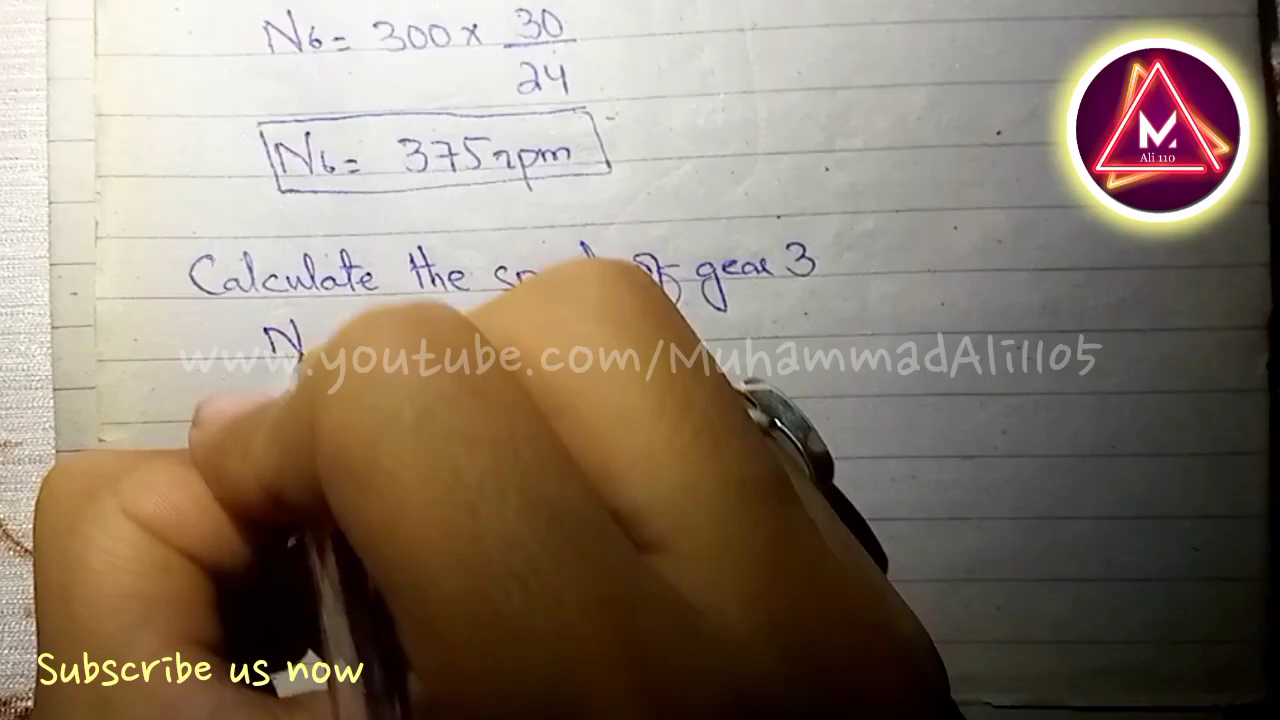 N6 = 300 × 30
24
N6 = 375 rpm
M
Ali 110
Calculate the of gear 3
N
www.youtube.com/MuhammadAli1105
Subscribe us now